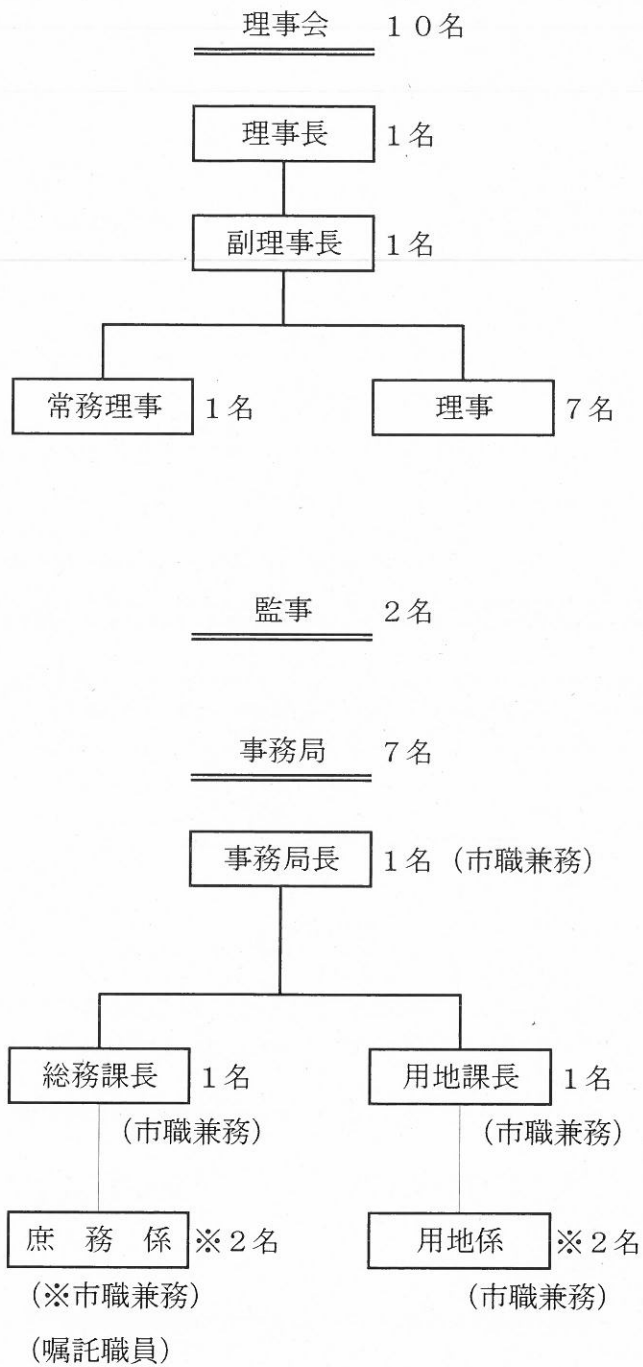 理事会 10名
理事長 1名
副理事長 1名
常務理事 1名 理事 7名
監事 2名
事務局 7名
事務局長 1名 (市職兼務)
総務課長 1名 用地課長 1名
(市職兼務) (市職兼務)
庶務係 ※2名 用地係 ※2名
(※市職兼務) (市職兼務)
(嘱託職員)